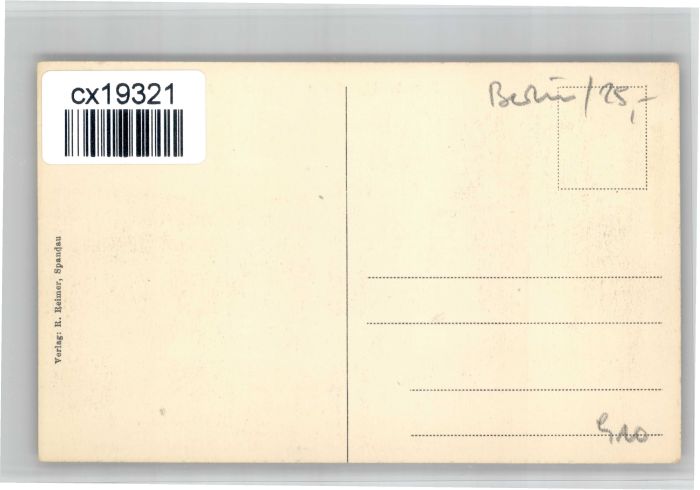 cx19321
Berlin/25,-
Verlag: R. Reimer, Spandau